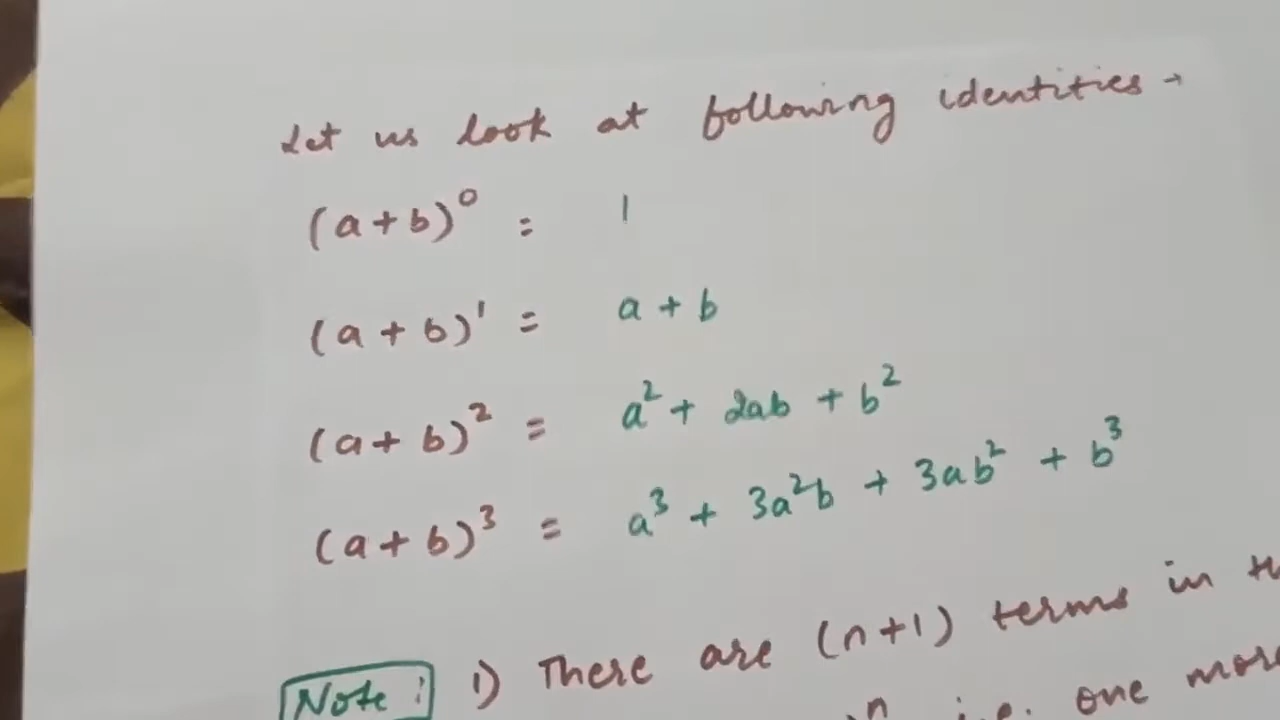 Let us look at following identities →
(a+b)⁰ = 1
(a+b)¹ = a + b
(a+b)² = a² + 2ab + b²
(a+b)³ = a³ + 3a²b + 3ab² + b³
Note: 1) There are (n+1) terms in
n i.e. one more